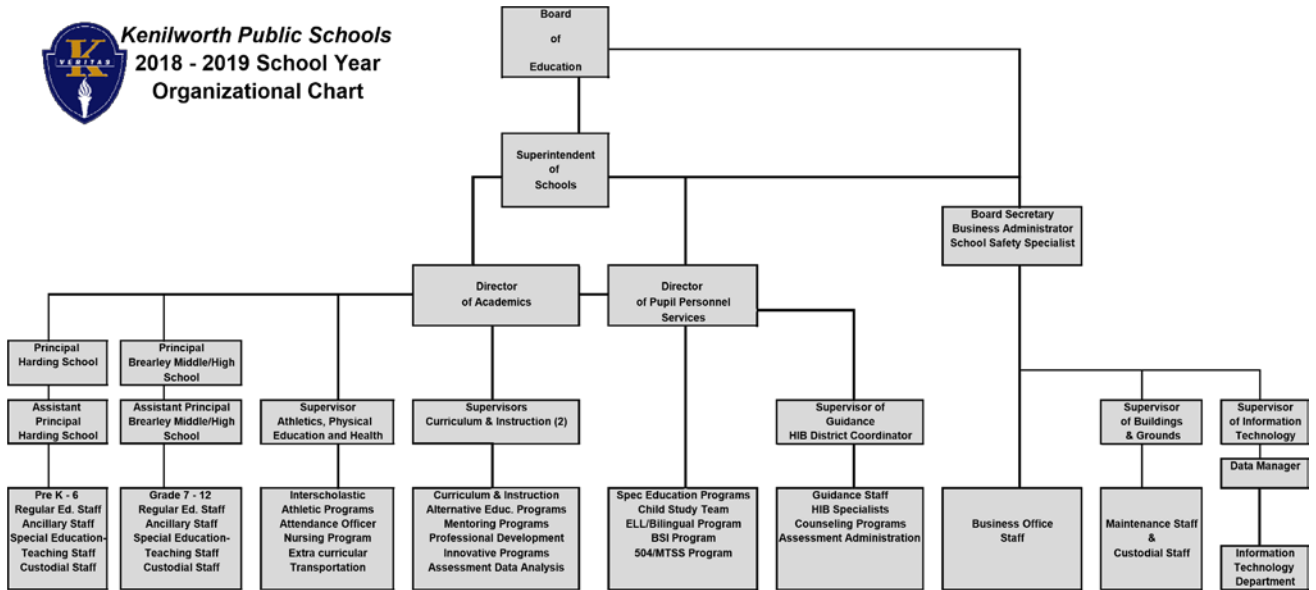 K
VERITAS
Kenilworth Public Schools
2018 - 2019 School Year
Organizational Chart
Board
of
Education
Superintendent
of
Schools
Board Secretary
Business Administrator
School Safety Specialist
Director
of Academics
Director
of Pupil Personnel
Services
Principal
Harding School
Principal
Brearley Middle/High
School
Assistant
Principal
Harding School
Assistant Principal
Brearley Middle/High
School
Supervisor
Athletics, Physical
Education and Health
Supervisors
Curriculum & Instruction (2)
Supervisor of
Guidance
HIB District Coordinator
Supervisor
of Buildings
& Grounds
Supervisor
of Information
Technology
Data Manager
Pre K - 6
Regular Ed. Staff
Ancillary Staff
Special Education-
Teaching Staff
Custodial Staff
Grade 7 - 12
Regular Ed. Staff
Ancillary Staff
Special Education-
Teaching Staff
Custodial Staff
Interscholastic
Athletic Programs
Attendance Officer
Nursing Program
Extra curricular
Transportation
Curriculum & Instruction
Alternative Educ. Programs
Mentoring Programs
Professional Development
Innovative Programs
Assessment Data Analysis
Spec Education Programs
Child Study Team
ELL/Bilingual Program
BSI Program
504/MTSS Program
Guidance Staff
HIB Specialists
Counseling Programs
Assessment Administration
Business Office
Staff
Maintenance Staff
&
Custodial Staff
Information
Technology
Department